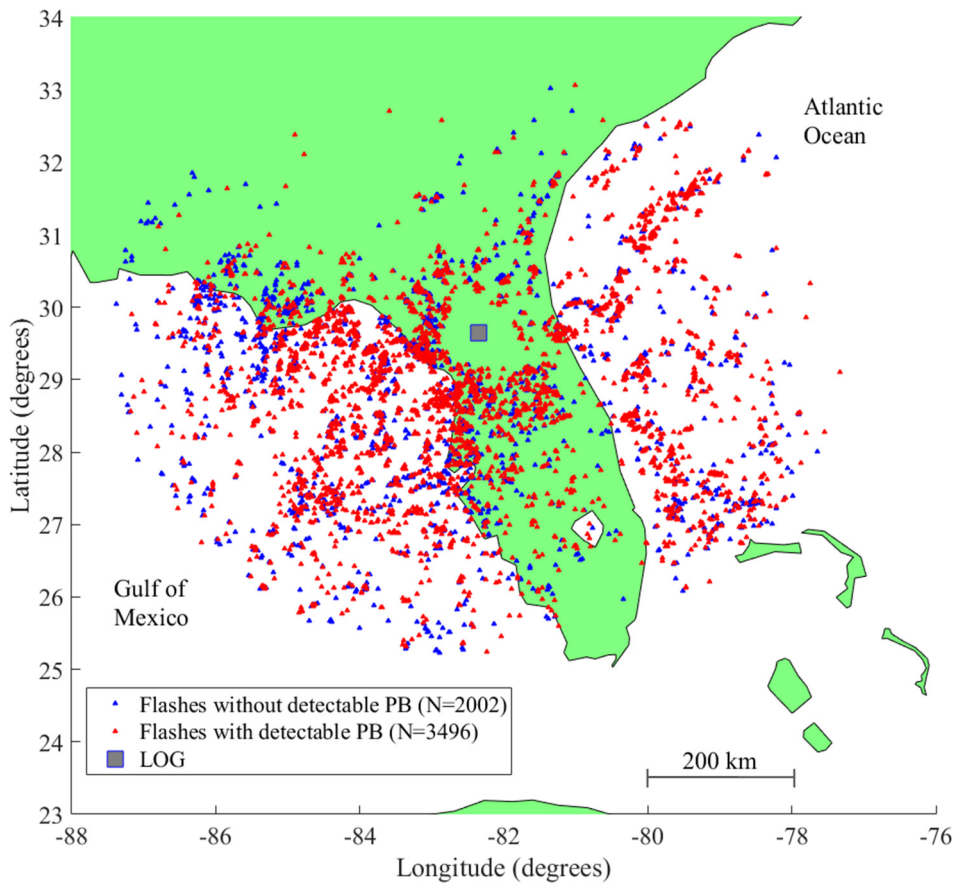 34
33
32
31
30
29
28
27
26
25
24
23
Latitude (degrees)
Atlantic
Ocean
Gulf of
Mexico
Flashes without detectable PB (N=2002)
Flashes with detectable PB (N=3496)
LOG
200 km
-88 -86 -84 -82 -80 -78 -76
Longitude (degrees)